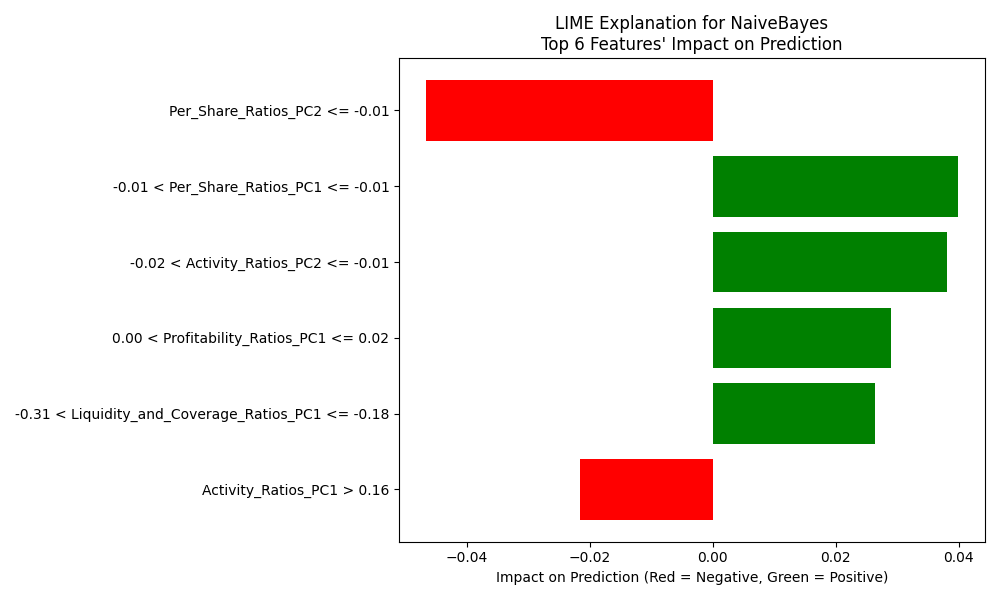 LIME Explanation for NaiveBayes
Top 6 Features' Impact on Prediction
Per_Share_Ratios_PC2 <= -0.01
-0.01 < Per_Share_Ratios_PC1 <= -0.01
-0.02 < Activity_Ratios_PC2 <= -0.01
0.00 < Profitability_Ratios_PC1 <= 0.02
-0.31 < Liquidity_and_Coverage_Ratios_PC1 <= -0.18
Activity_Ratios_PC1 > 0.16
−0.04 −0.02 0.00 0.02 0.04
Impact on Prediction (Red = Negative, Green = Positive)